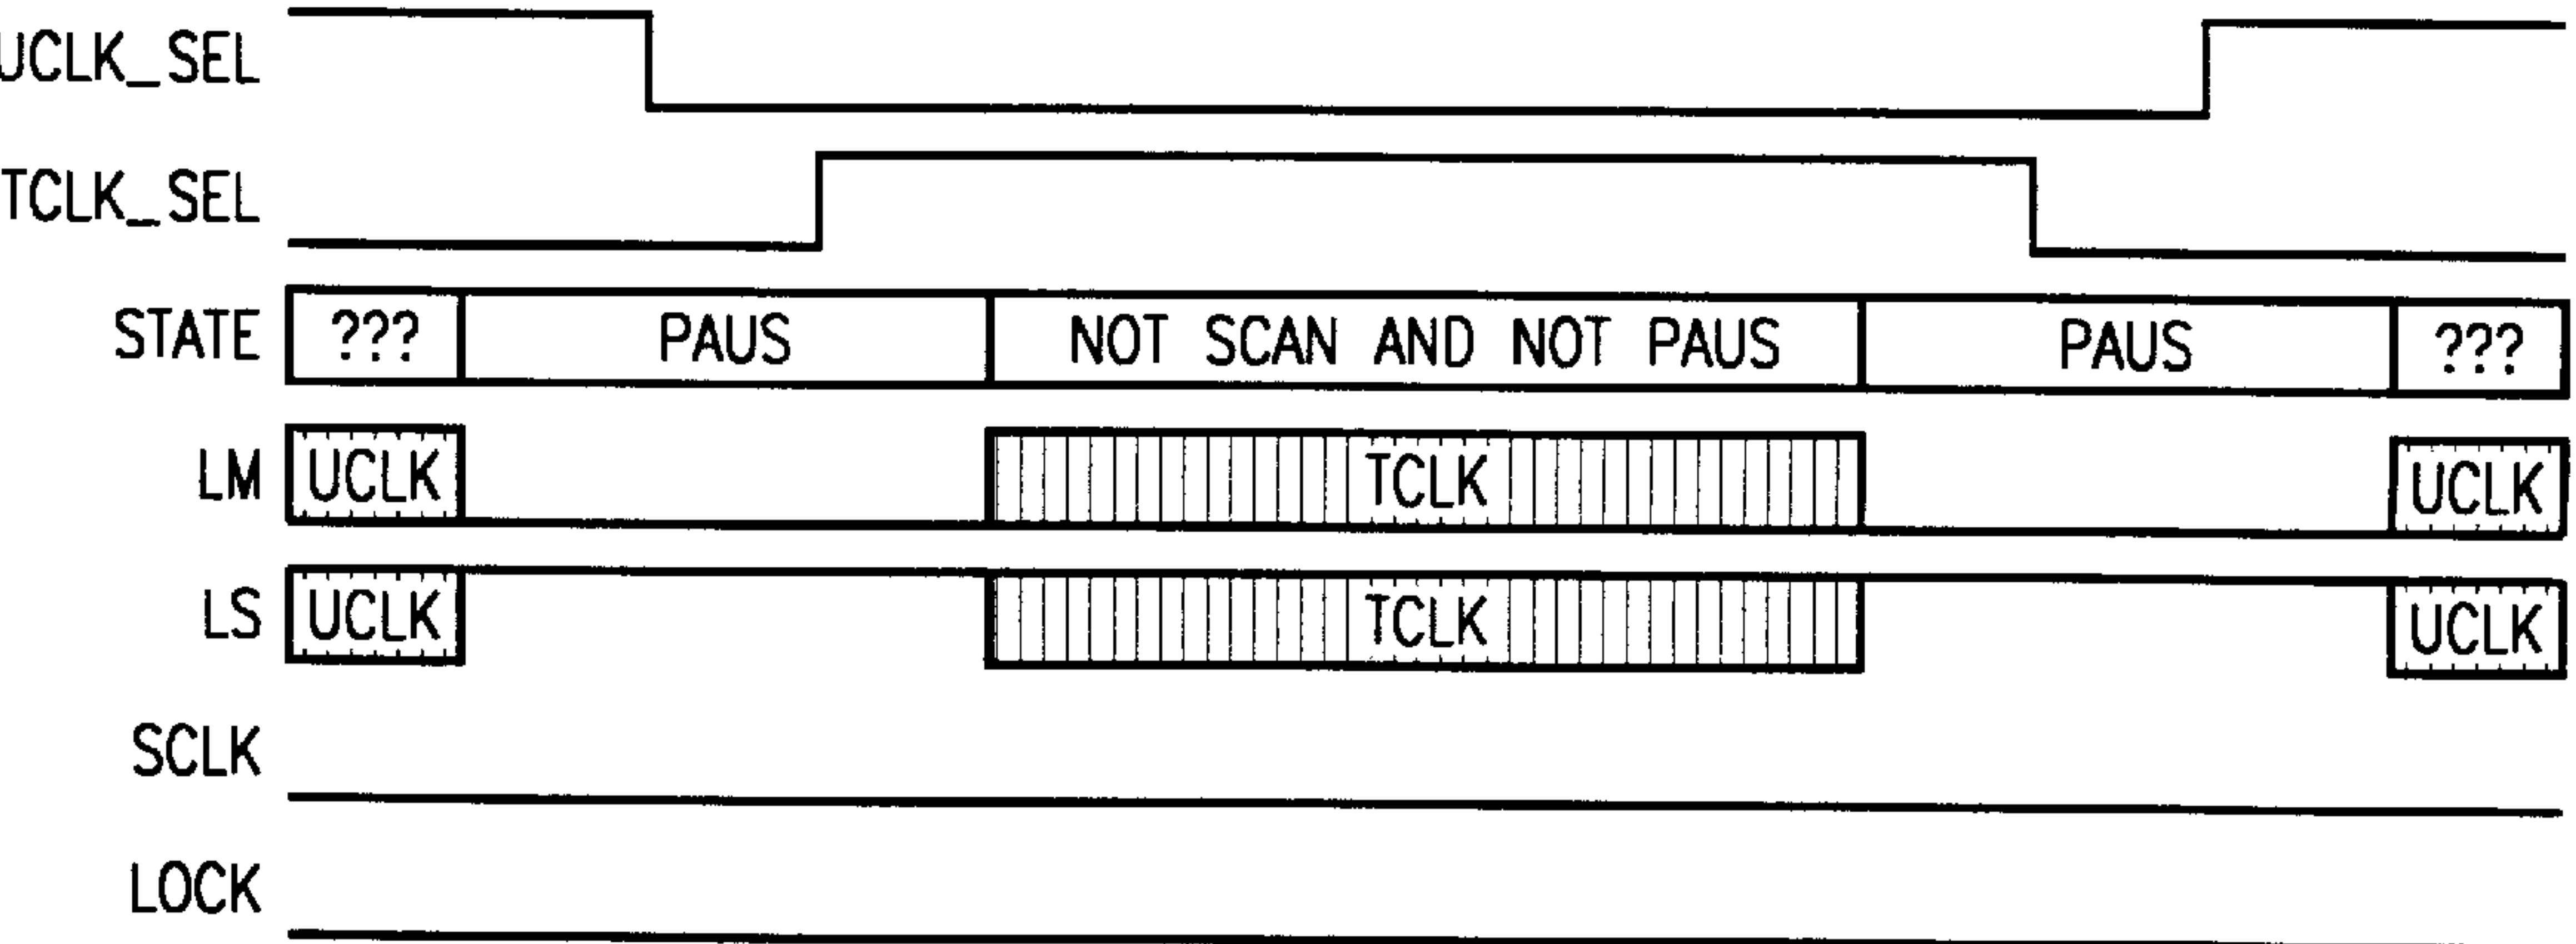 UCLK_SEL
TCLK_SEL
STATE ??? PAUS NOT SCAN AND NOT PAUS PAUS ???
LM UCLK TCLK UCLK
LS UCLK TCLK UCLK
SCLK
LOCK